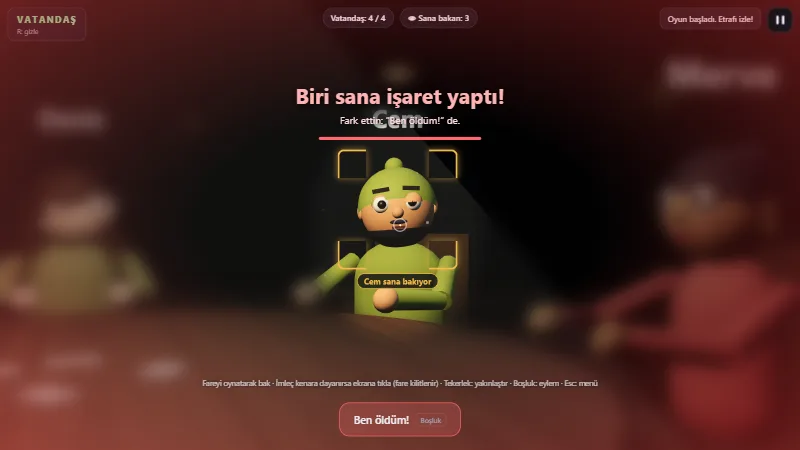 VATANDAŞ
R: gizle
Vatandaş: 4 / 4
Sana bakan: 3
Oyun başladı. Etrafı izle!
Merve
Deniz
Biri sana işaret yaptı!
Cem
Fark ettin: "Ben öldüm!" de.
Cem sana bakıyor
Fareyi oynatarak bak · İmleç kenara dayanırsa ekrana tıkla (fare kilitlenir) · Tekerlek: yakınlaştır · Boşluk: eylem · Esc: menü
Ben öldüm! Boşluk